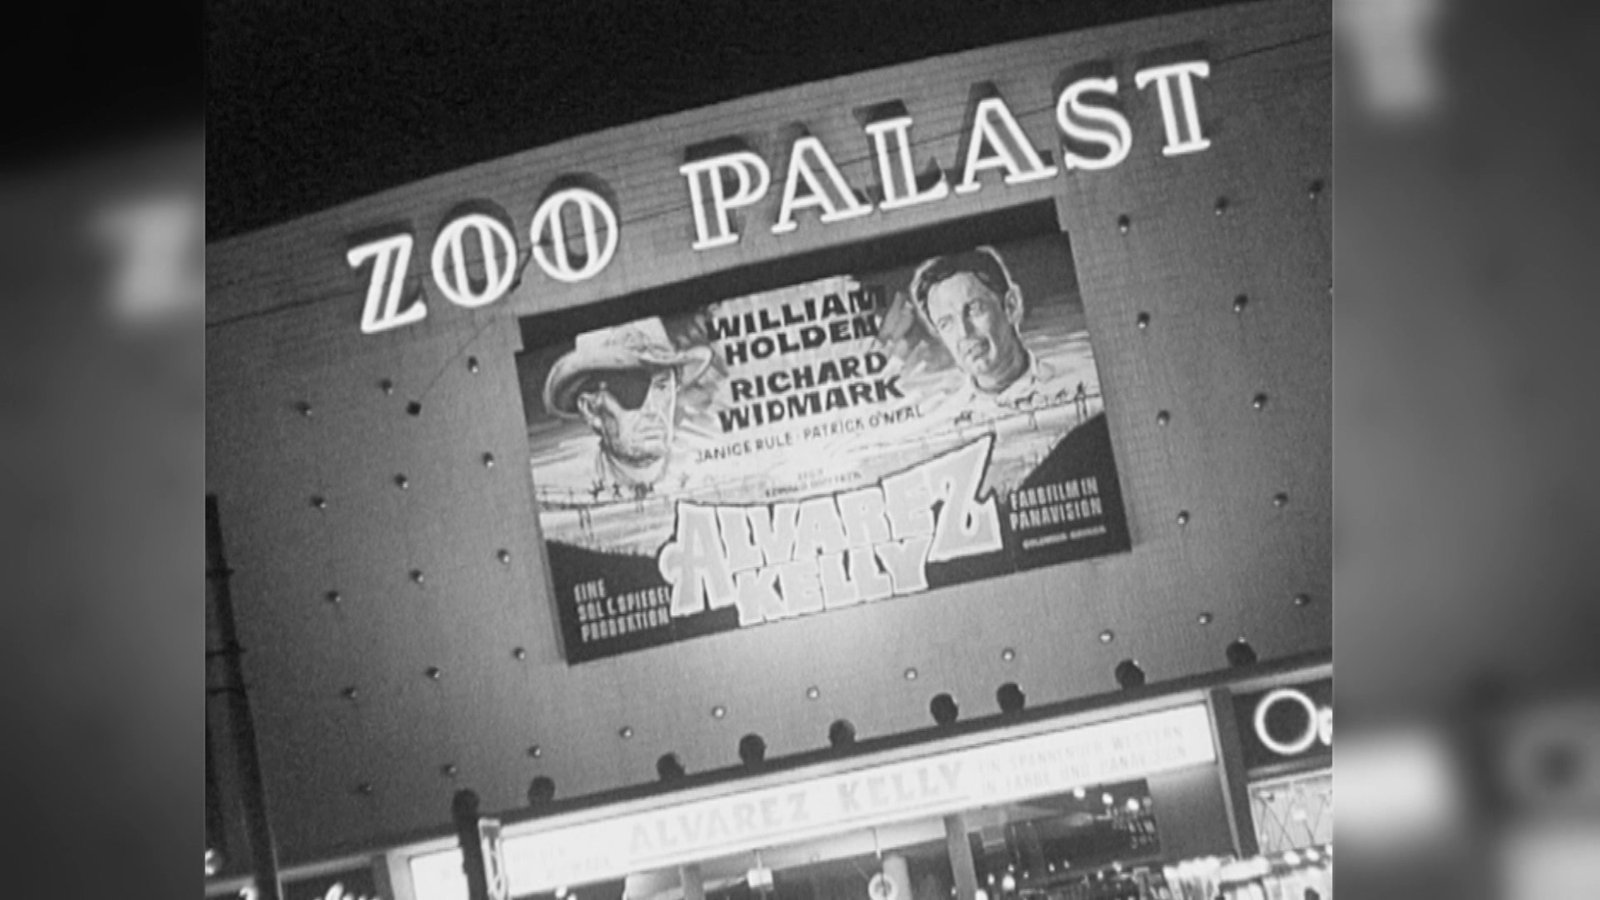 ZOO PALAST
WILLIAM
HOLDEN
RICHARD
WIDMARK
JANICE RULE · PATRICK O'NEAL
ALVAREZ
KELLY
FARBFILM IN
PANAVISION
EINE
SOL C. SPIEGEL
PRODUKTION
ALVAREZ KELLY
EIN SPANNENDER WESTERN
IN FARBE UND PANAVISION